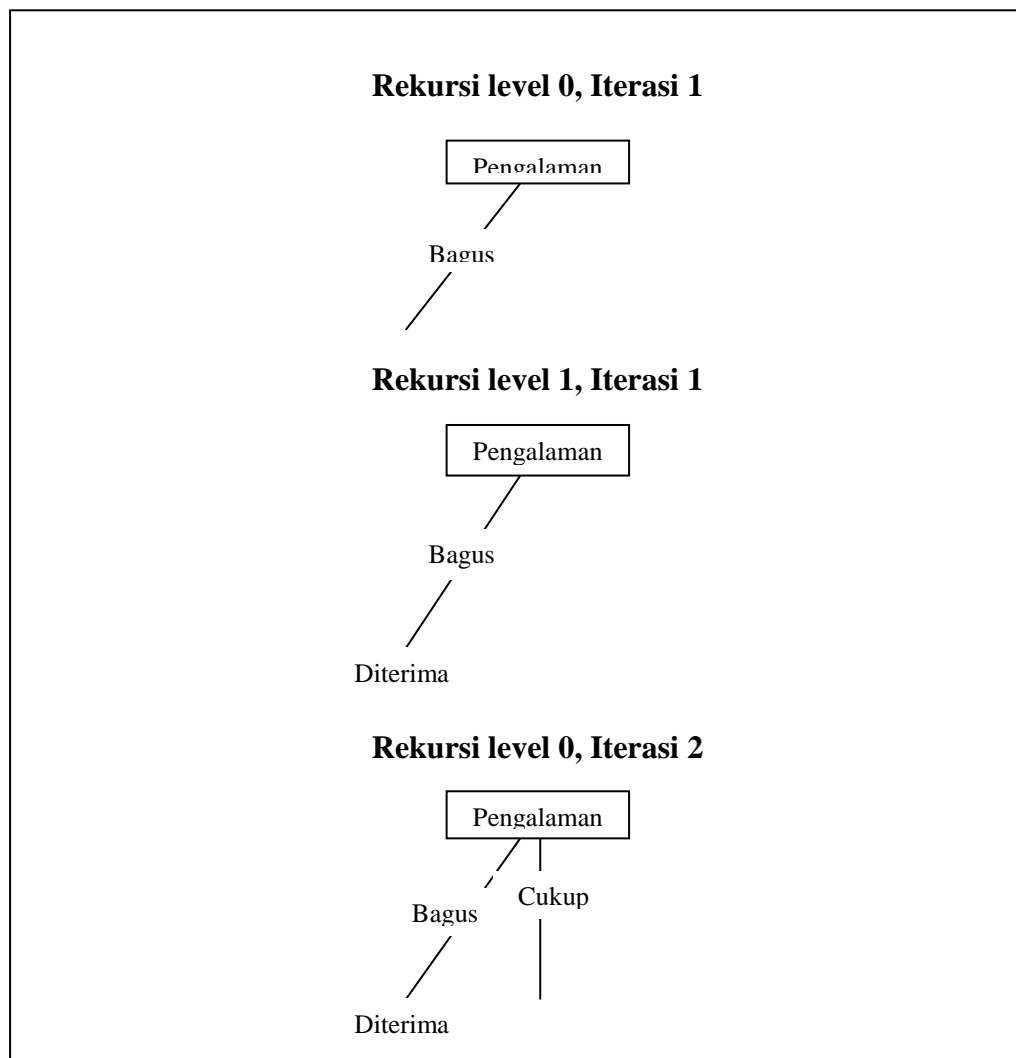 Rekursi level 0, Iterasi 1
Pengalaman
Bagus
Rekursi level 1, Iterasi 1
Pengalaman
Bagus
Diterima
Rekursi level 0, Iterasi 2
Pengalaman
Cukup
Bagus
Diterima